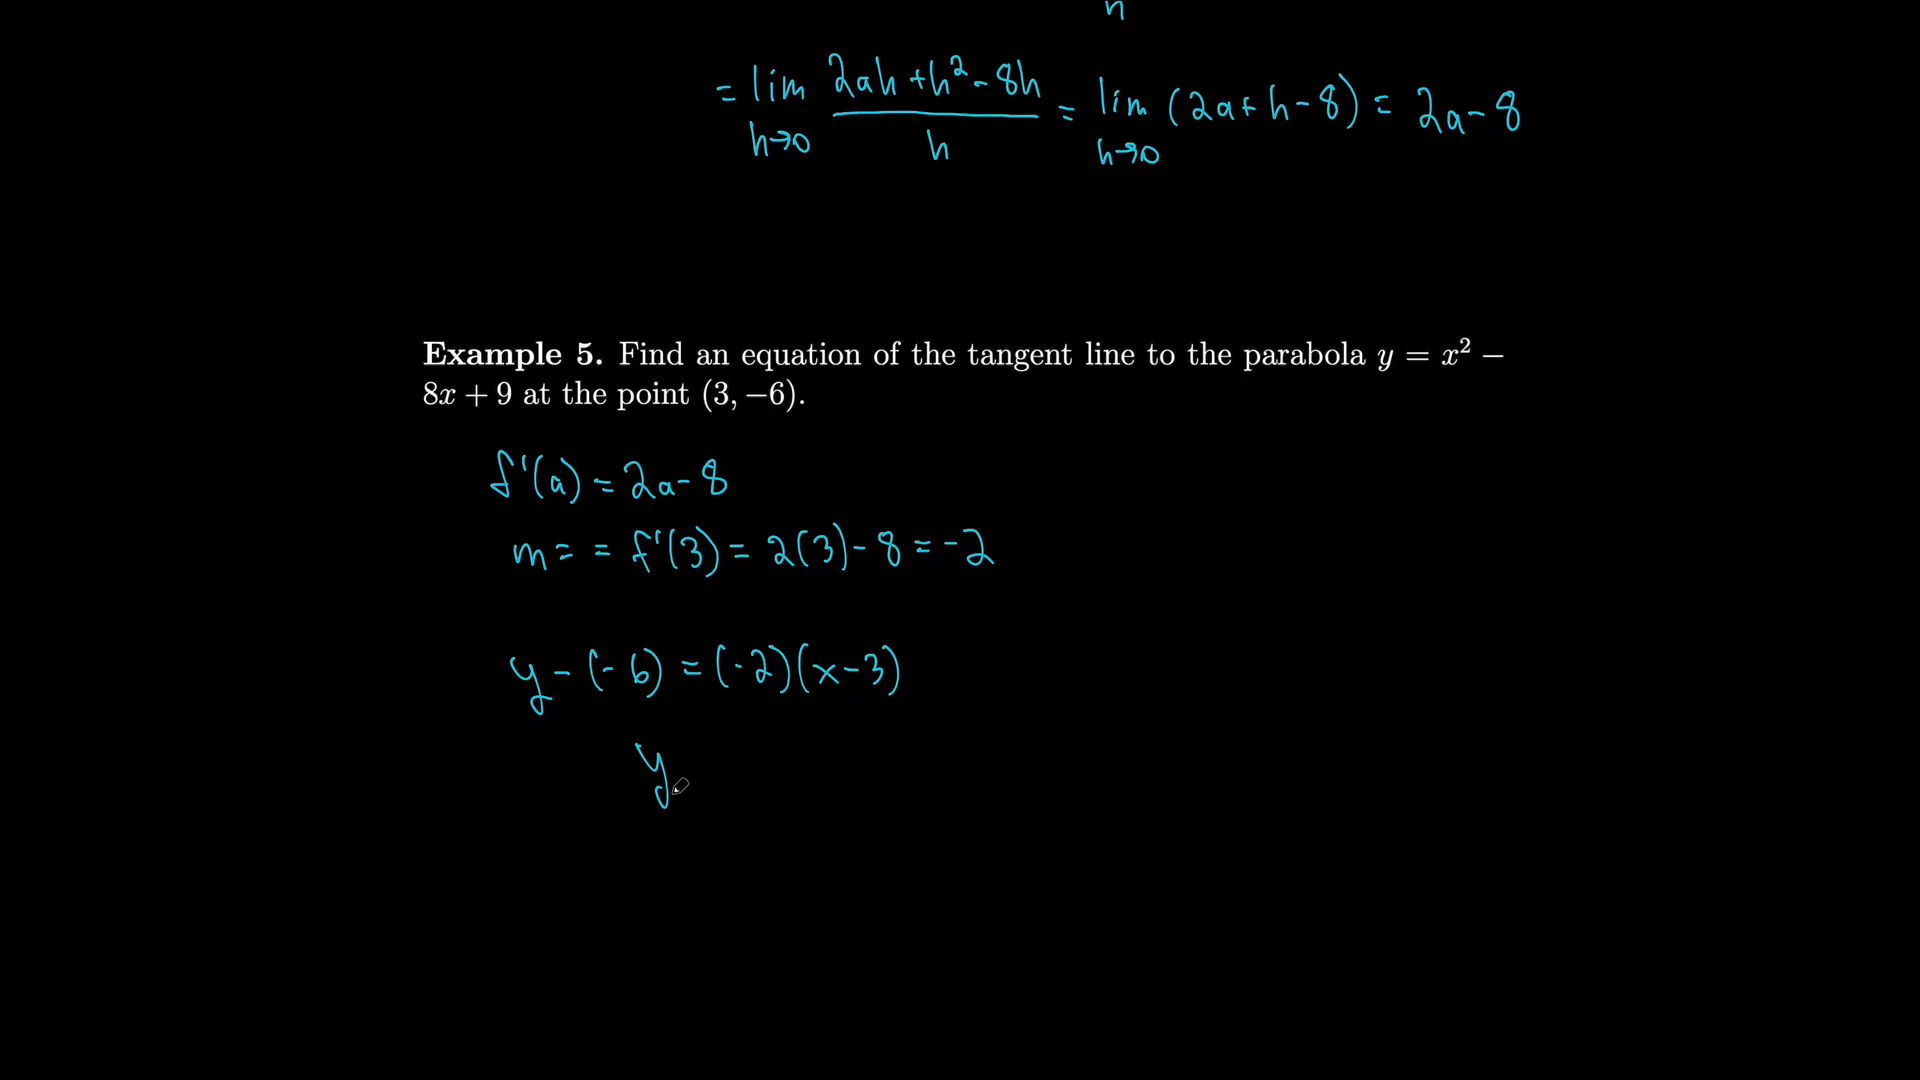 h
= lim h→0 (2ah + h² - 8h)/h = lim h→0 (2a + h - 8) = 2a - 8
Example 5. Find an equation of the tangent line to the parabola y = x² −
8x + 9 at the point (3, −6).
f'(a) = 2a - 8
m = = f'(3) = 2(3) - 8 = -2
y - (-6) = (-2)(x - 3)
y